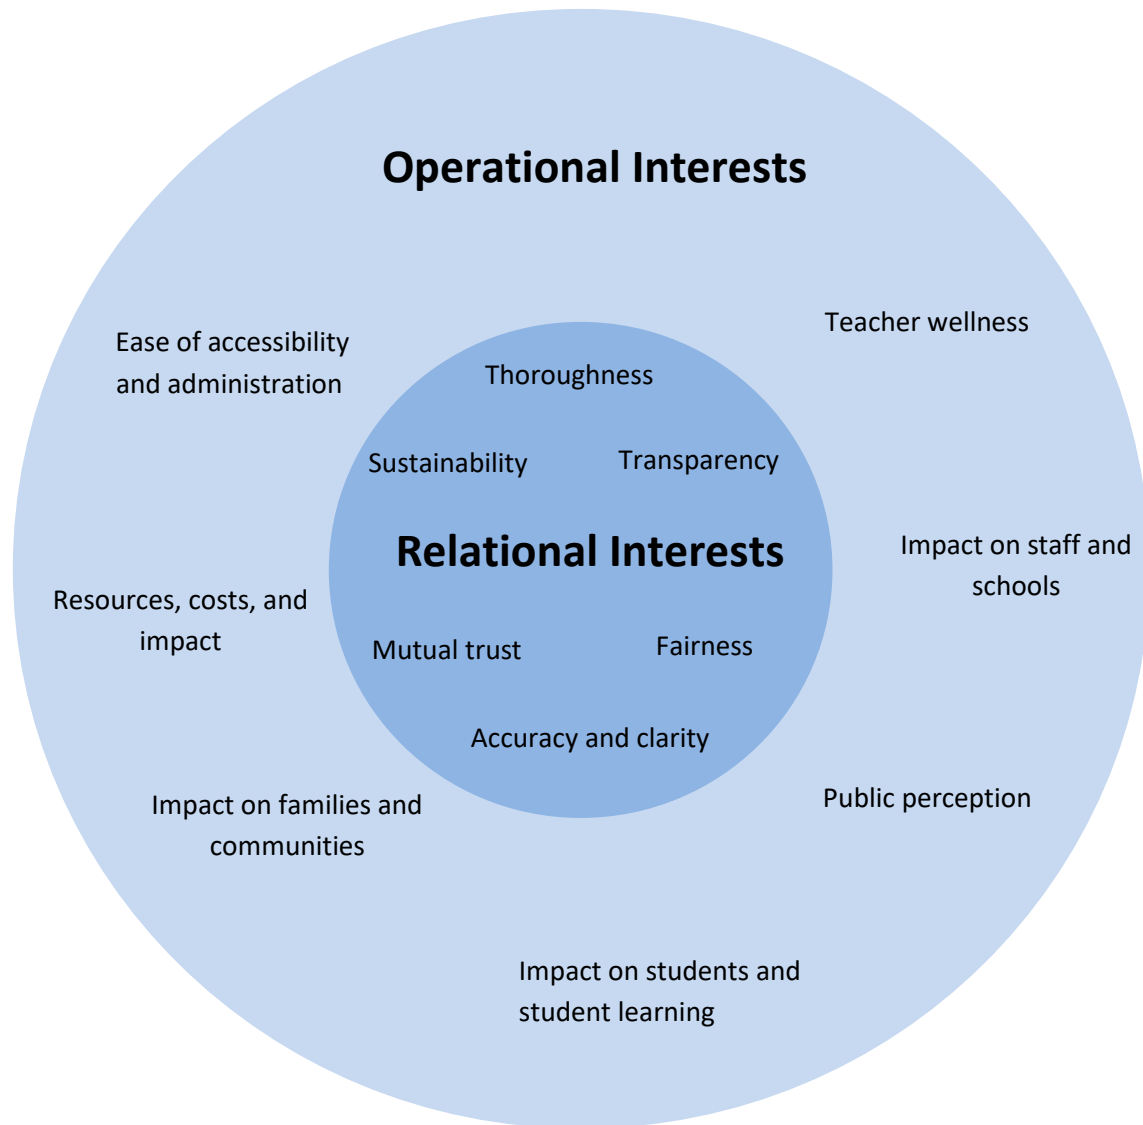 Operational Interests
Teacher wellness
Ease of accessibility
and administration
Thoroughness
Sustainability
Transparency
Relational Interests
Impact on staff and
schools
Resources, costs, and
impact
Mutual trust
Fairness
Accuracy and clarity
Impact on families and
communities
Public perception
Impact on students and
student learning